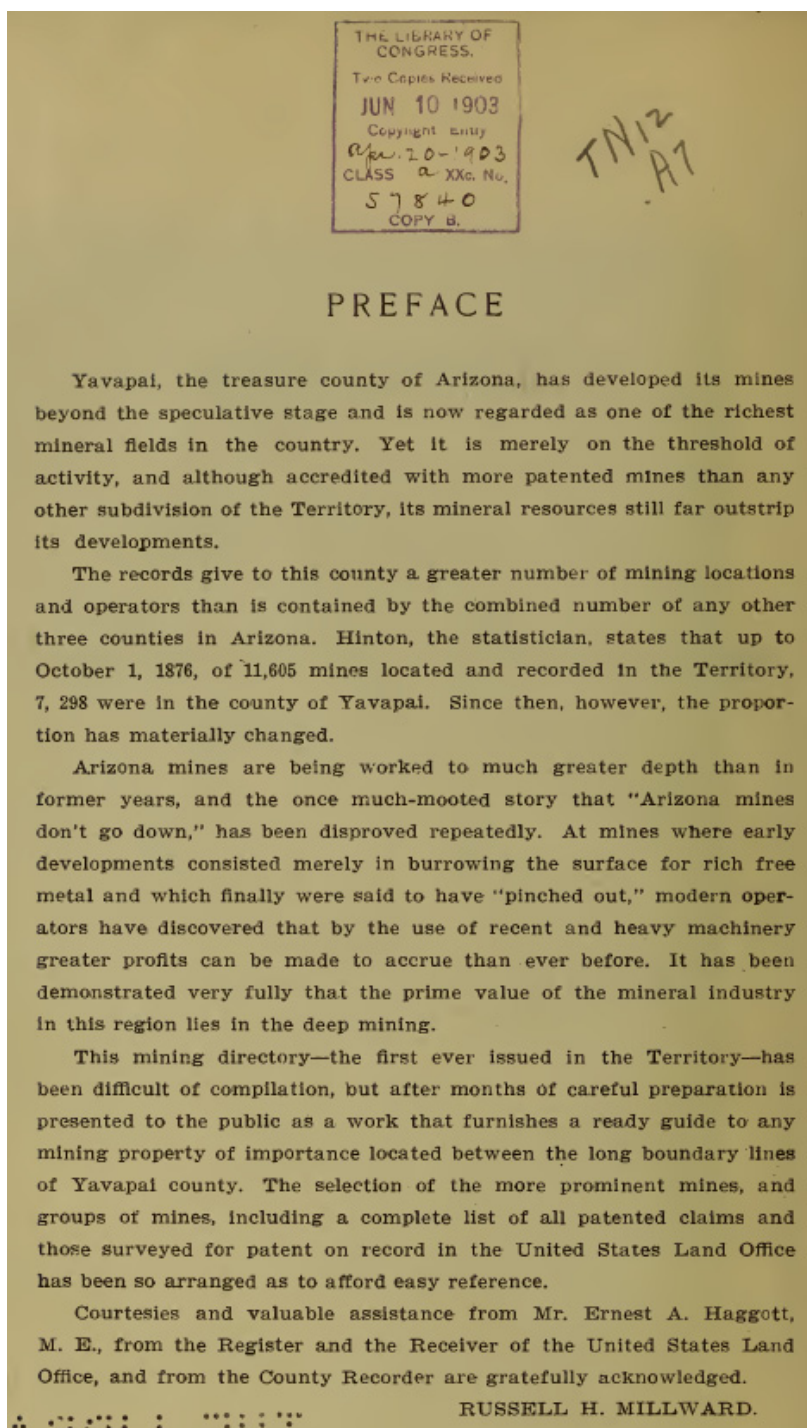 THE LIBRARY OF
CONGRESS.
Two Copies Received
JUN 10 1903
Copyright Entry
Apr. 20-1903
CLASS a XXc. No.
57840
COPY B.
TN12
A7
PREFACE
Yavapai, the treasure county of Arizona, has developed its mines
beyond the speculative stage and is now regarded as one of the richest
mineral fields in the country. Yet it is merely on the threshold of
activity, and although accredited with more patented mines than any
other subdivision of the Territory, its mineral resources still far outstrip
its developments.
The records give to this county a greater number of mining locations
and operators than is contained by the combined number of any other
three counties in Arizona. Hinton, the statistician, states that up to
October 1, 1876, of 11,605 mines located and recorded in the Territory,
7, 298 were in the county of Yavapai. Since then, however, the propor-
tion has materially changed.
Arizona mines are being worked to much greater depth than in
former years, and the once much-mooted story that "Arizona mines
don't go down," has been disproved repeatedly. At mines where early
developments consisted merely in burrowing the surface for rich free
metal and which finally were said to have "pinched out," modern oper-
ators have discovered that by the use of recent and heavy machinery
greater profits can be made to accrue than ever before. It has been
demonstrated very fully that the prime value of the mineral industry
in this region lies in the deep mining.
This mining directory—the first ever issued in the Territory—has
been difficult of compilation, but after months of careful preparation is
presented to the public as a work that furnishes a ready guide to any
mining property of importance located between the long boundary lines
of Yavapai county. The selection of the more prominent mines, and
groups of mines, including a complete list of all patented claims and
those surveyed for patent on record in the United States Land Office
has been so arranged as to afford easy reference.
Courtesies and valuable assistance from Mr. Ernest A. Haggott,
M. E., from the Register and the Receiver of the United States Land
Office, and from the County Recorder are gratefully acknowledged.
RUSSELL H. MILLWARD.